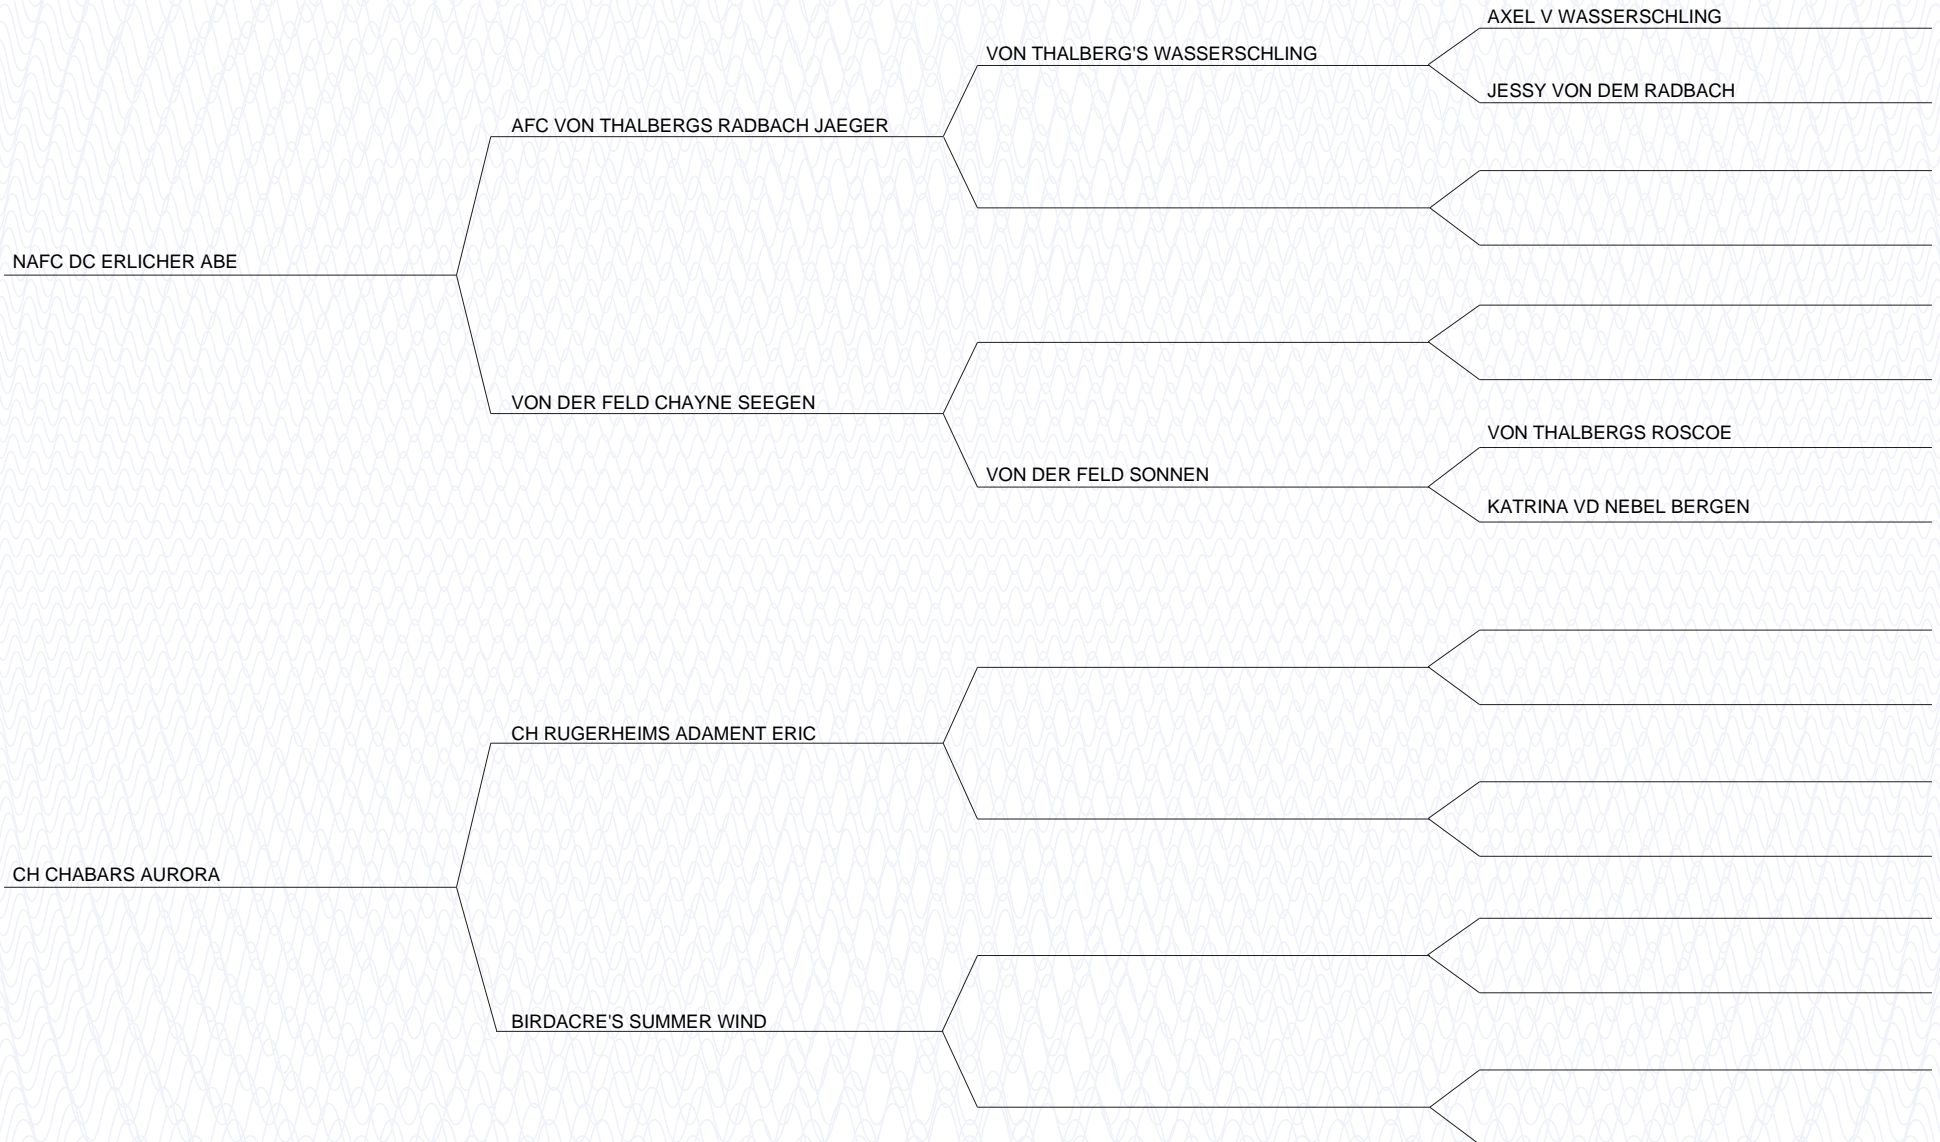 AXEL V WASSERSCHLING
VON THALBERG'S WASSERSCHLING
JESSY VON DEM RADBACH
AFC VON THALBERGS RADBACH JAEGER
NAFC DC ERLICHER ABE
VON DER FELD CHAYNE SEEGEN
VON THALBERGS ROSCOE
VON DER FELD SONNEN
KATRINA VD NEBEL BERGEN
CH RUGERHEIMS ADAMENT ERIC
CH CHABARS AURORA
BIRDACRE'S SUMMER WIND